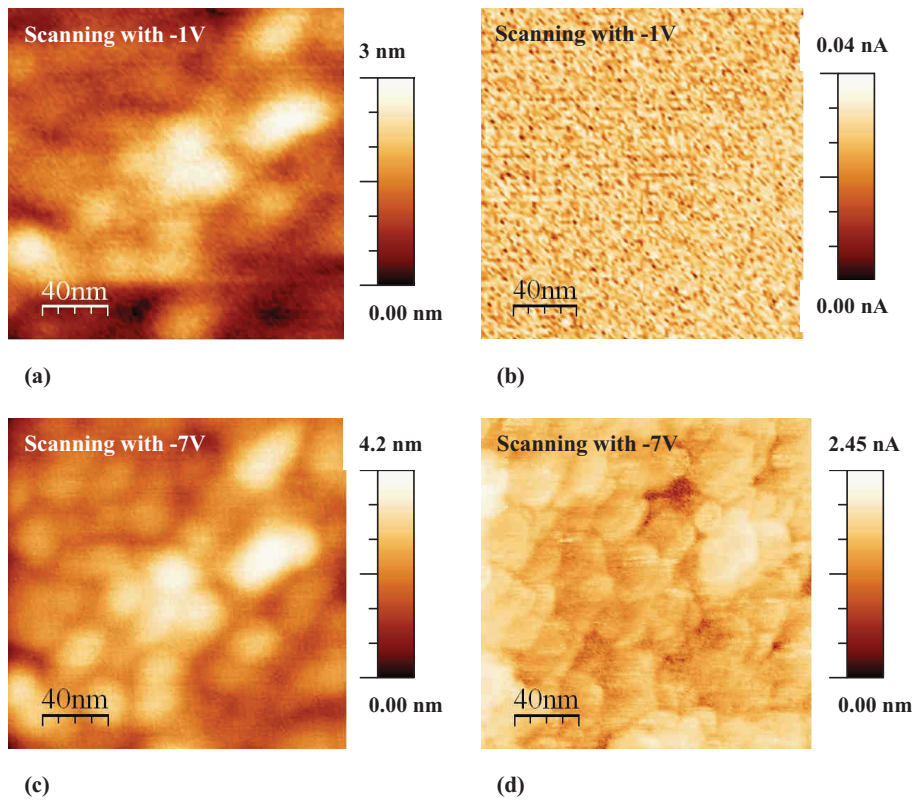 Scanning with -1V
3 nm
40nm
0.00 nm
(a)
Scanning with -1V
0.04 nA
0.00 nA
(b)
Scanning with -7V
4.2 nm
40nm
0.00 nm
(c)
Scanning with -7V
2.45 nA
40nm
0.00 nm
(d)